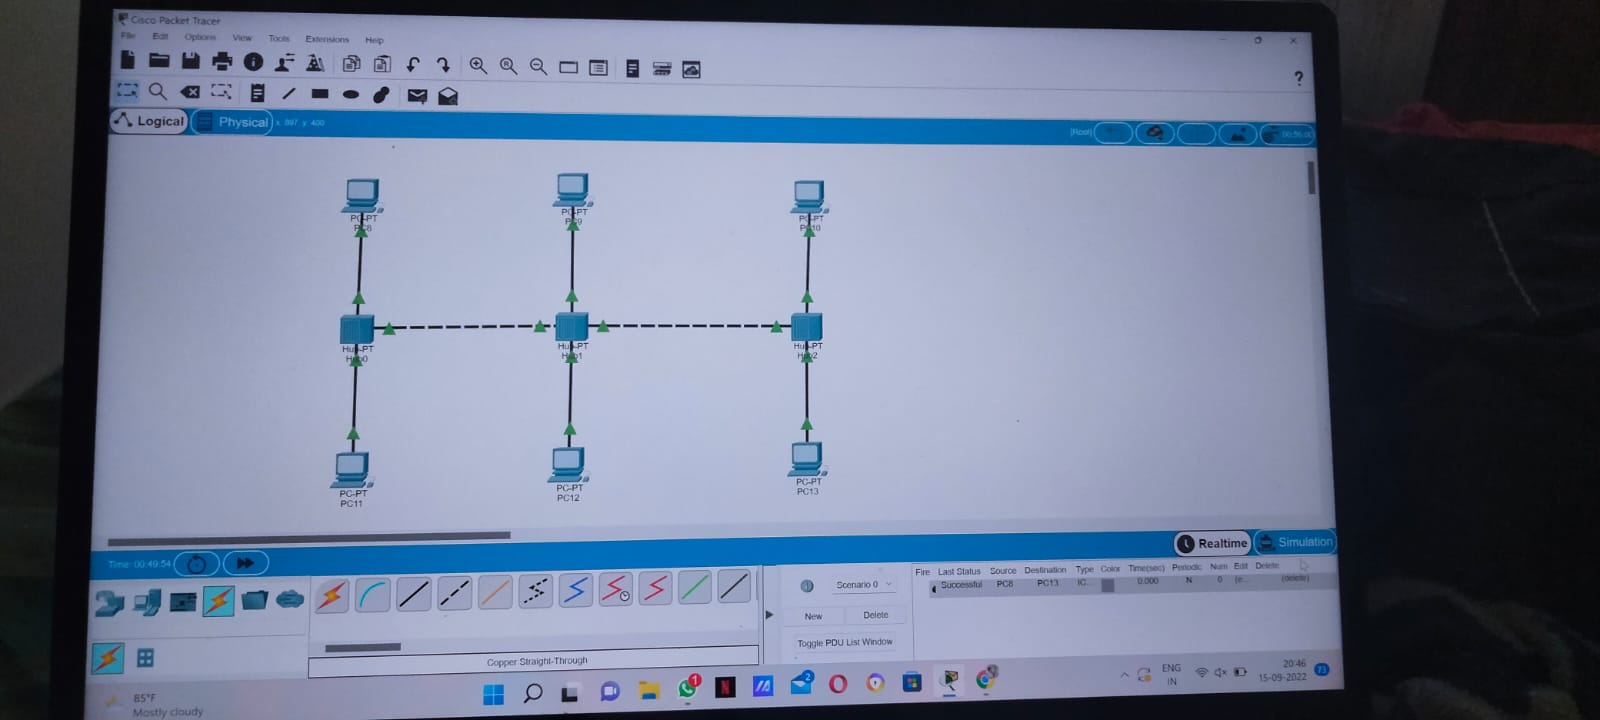 Cisco Packet Tracer
File Edit Options View Tools Extensions Help
?
Logical Physical x: 897 y: 400 [Root] 00:56:00
PC-PT PC-PT PC-PT
PC8 PC9 PC10
Hub-PT Hub-PT Hub-PT
Hub0 Hub1 Hub2
PC-PT PC-PT PC-PT
PC11 PC12 PC13
Realtime Simulation
Time: 00:49:54
Fire Last Status Source Destination Type Color Time(sec) Periodic Num Edit Delete
Successful PC8 PC13 IC... 0.000 N 0 (e... (delete)
Scenario 0
New Delete
Toggle PDU List Window
Copper Straight-Through
85°F
Mostly cloudy
1
2
ENG
IN
20:46
15-09-2022
73